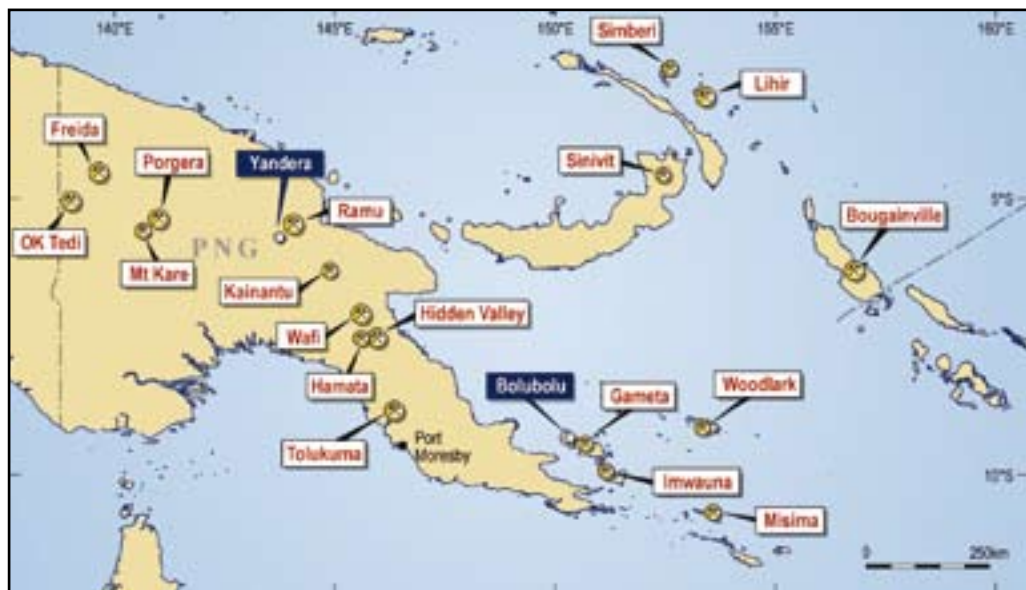 140°E
145°E
150°E
155°E
160°E
Simberi
Lihir
Freida
Porgera
Yandera
Sinivit
Ramu
5°S
Bougainville
OK Tedi
PNG
Mt Kare
Kainantu
Hidden Valley
Wafi
Hamata
Bolubolu
Gameta
Woodlark
Tolukuma
Port
Moresby
Imwauna
10°S
Misima
0
250km